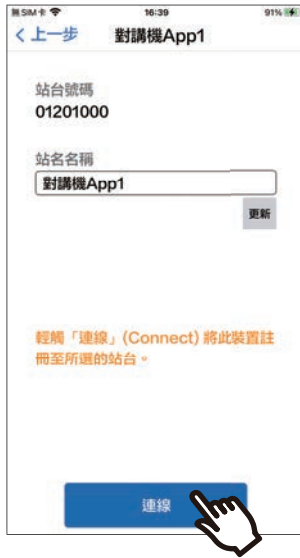 無SIM卡 16:39 91%
上一步 對講機App1
站台號碼
01201000
站名名稱
對講機App1
更新
輕觸「連線」(Connect) 將此裝置註
冊至所選的站台。
連線